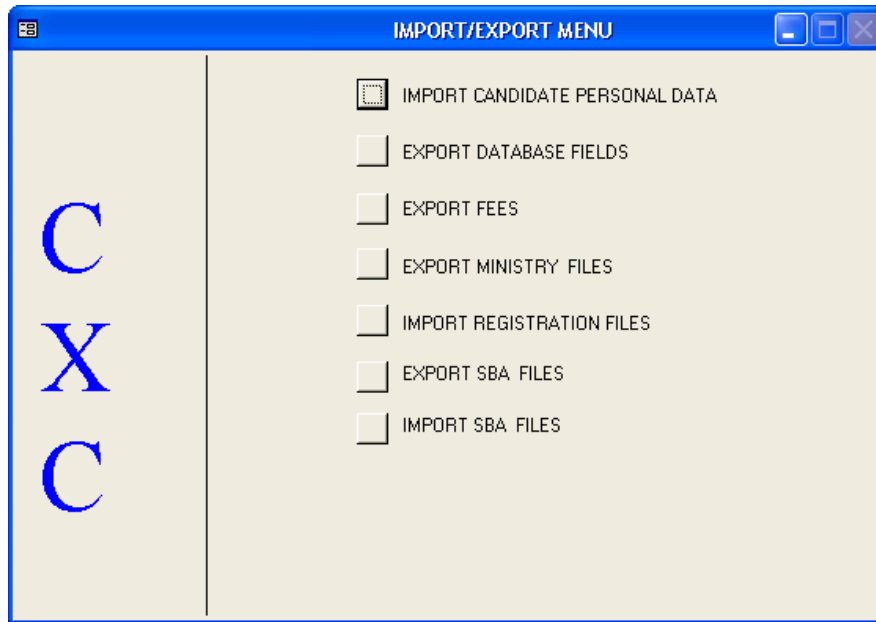 IMPORT/EXPORT MENU
IMPORT CANDIDATE PERSONAL DATA
EXPORT DATABASE FIELDS
EXPORT FEES
EXPORT MINISTRY FILES
IMPORT REGISTRATION FILES
EXPORT SBA FILES
IMPORT SBA FILES
C
X
C